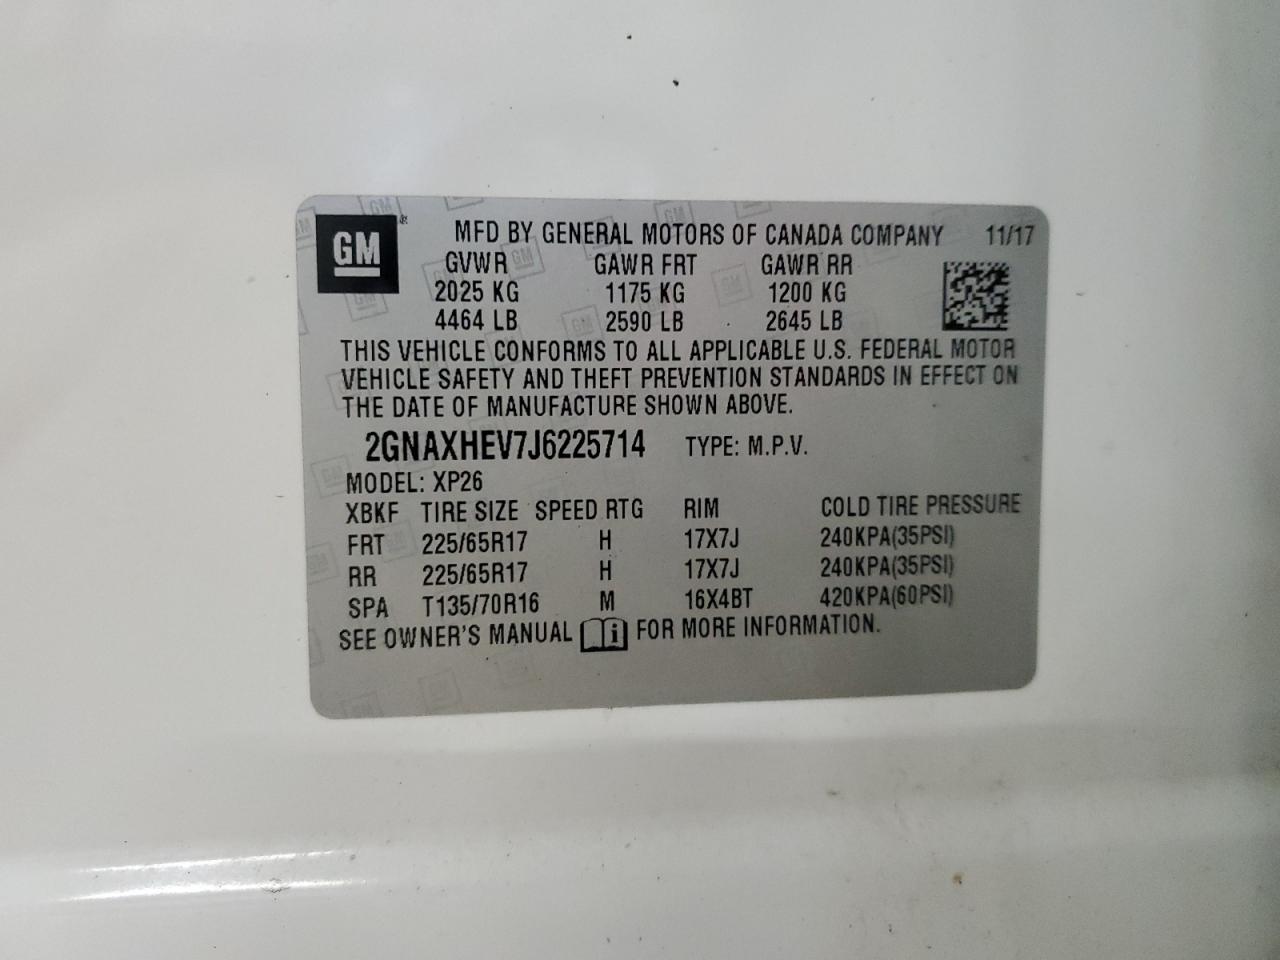 GM
MFD BY GENERAL MOTORS OF CANADA COMPANY 11/17
GVWR GAWR FRT GAWR RR
2025 KG 1175 KG 1200 KG
4464 LB 2590 LB 2645 LB
THIS VEHICLE CONFORMS TO ALL APPLICABLE U.S. FEDERAL MOTOR
VEHICLE SAFETY AND THEFT PREVENTION STANDARDS IN EFFECT ON
THE DATE OF MANUFACTURE SHOWN ABOVE.
2GNAXHEV7J6225714 TYPE: M.P.V.
MODEL: XP26
XBKF TIRE SIZE SPEED RTG RIM COLD TIRE PRESSURE
FRT 225/65R17 H 17X7J 240KPA(35PSI)
RR 225/65R17 H 17X7J 240KPA(35PSI)
SPA T135/70R16 M 16X4BT 420KPA(60PSI)
SEE OWNER'S MANUAL i FOR MORE INFORMATION.